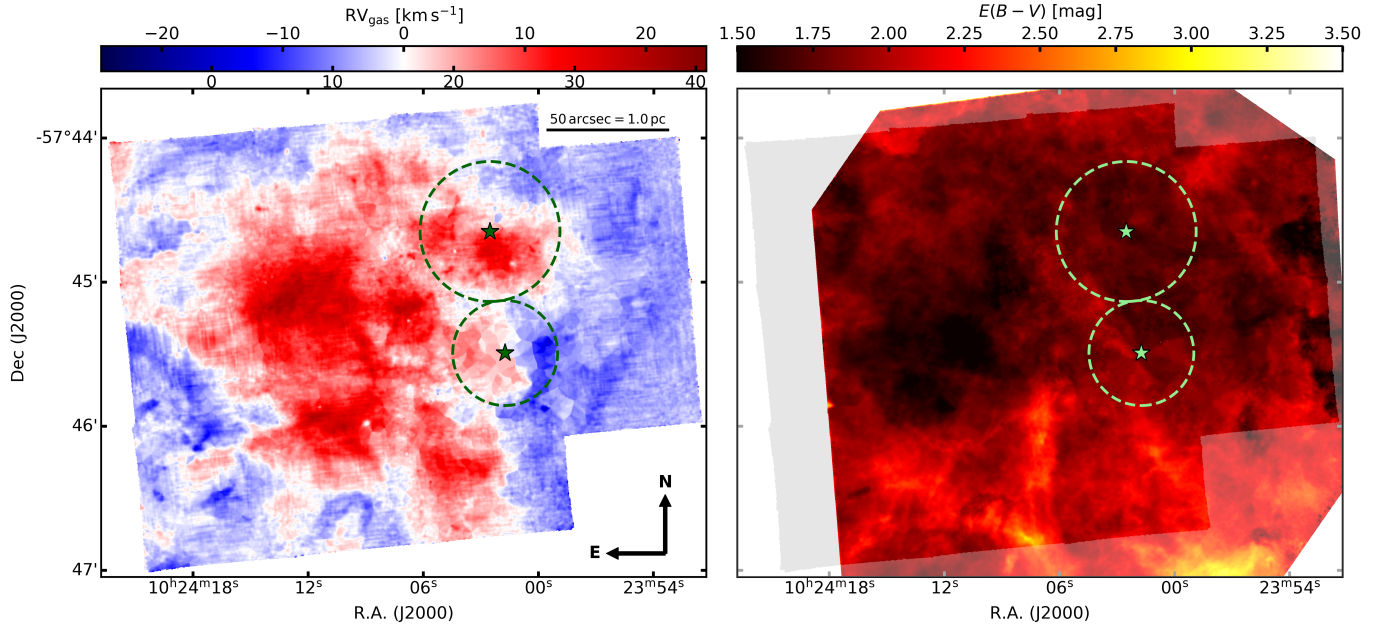 RVgas [km s⁻¹]
−20 −10 0 10 20
0 10 20 30 40
E(B − V) [mag]
1.50 1.75 2.00 2.25 2.50 2.75 3.00 3.25 3.50
50 arcsec = 1.0 pc
-57°44'
45'
46'
47'
Dec (J2000)
N
E
10ʰ24ᵐ18ˢ 12ˢ 06ˢ 00ˢ 23ᵐ54ˢ
R.A. (J2000)
10ʰ24ᵐ18ˢ 12ˢ 06ˢ 00ˢ 23ᵐ54ˢ
R.A. (J2000)